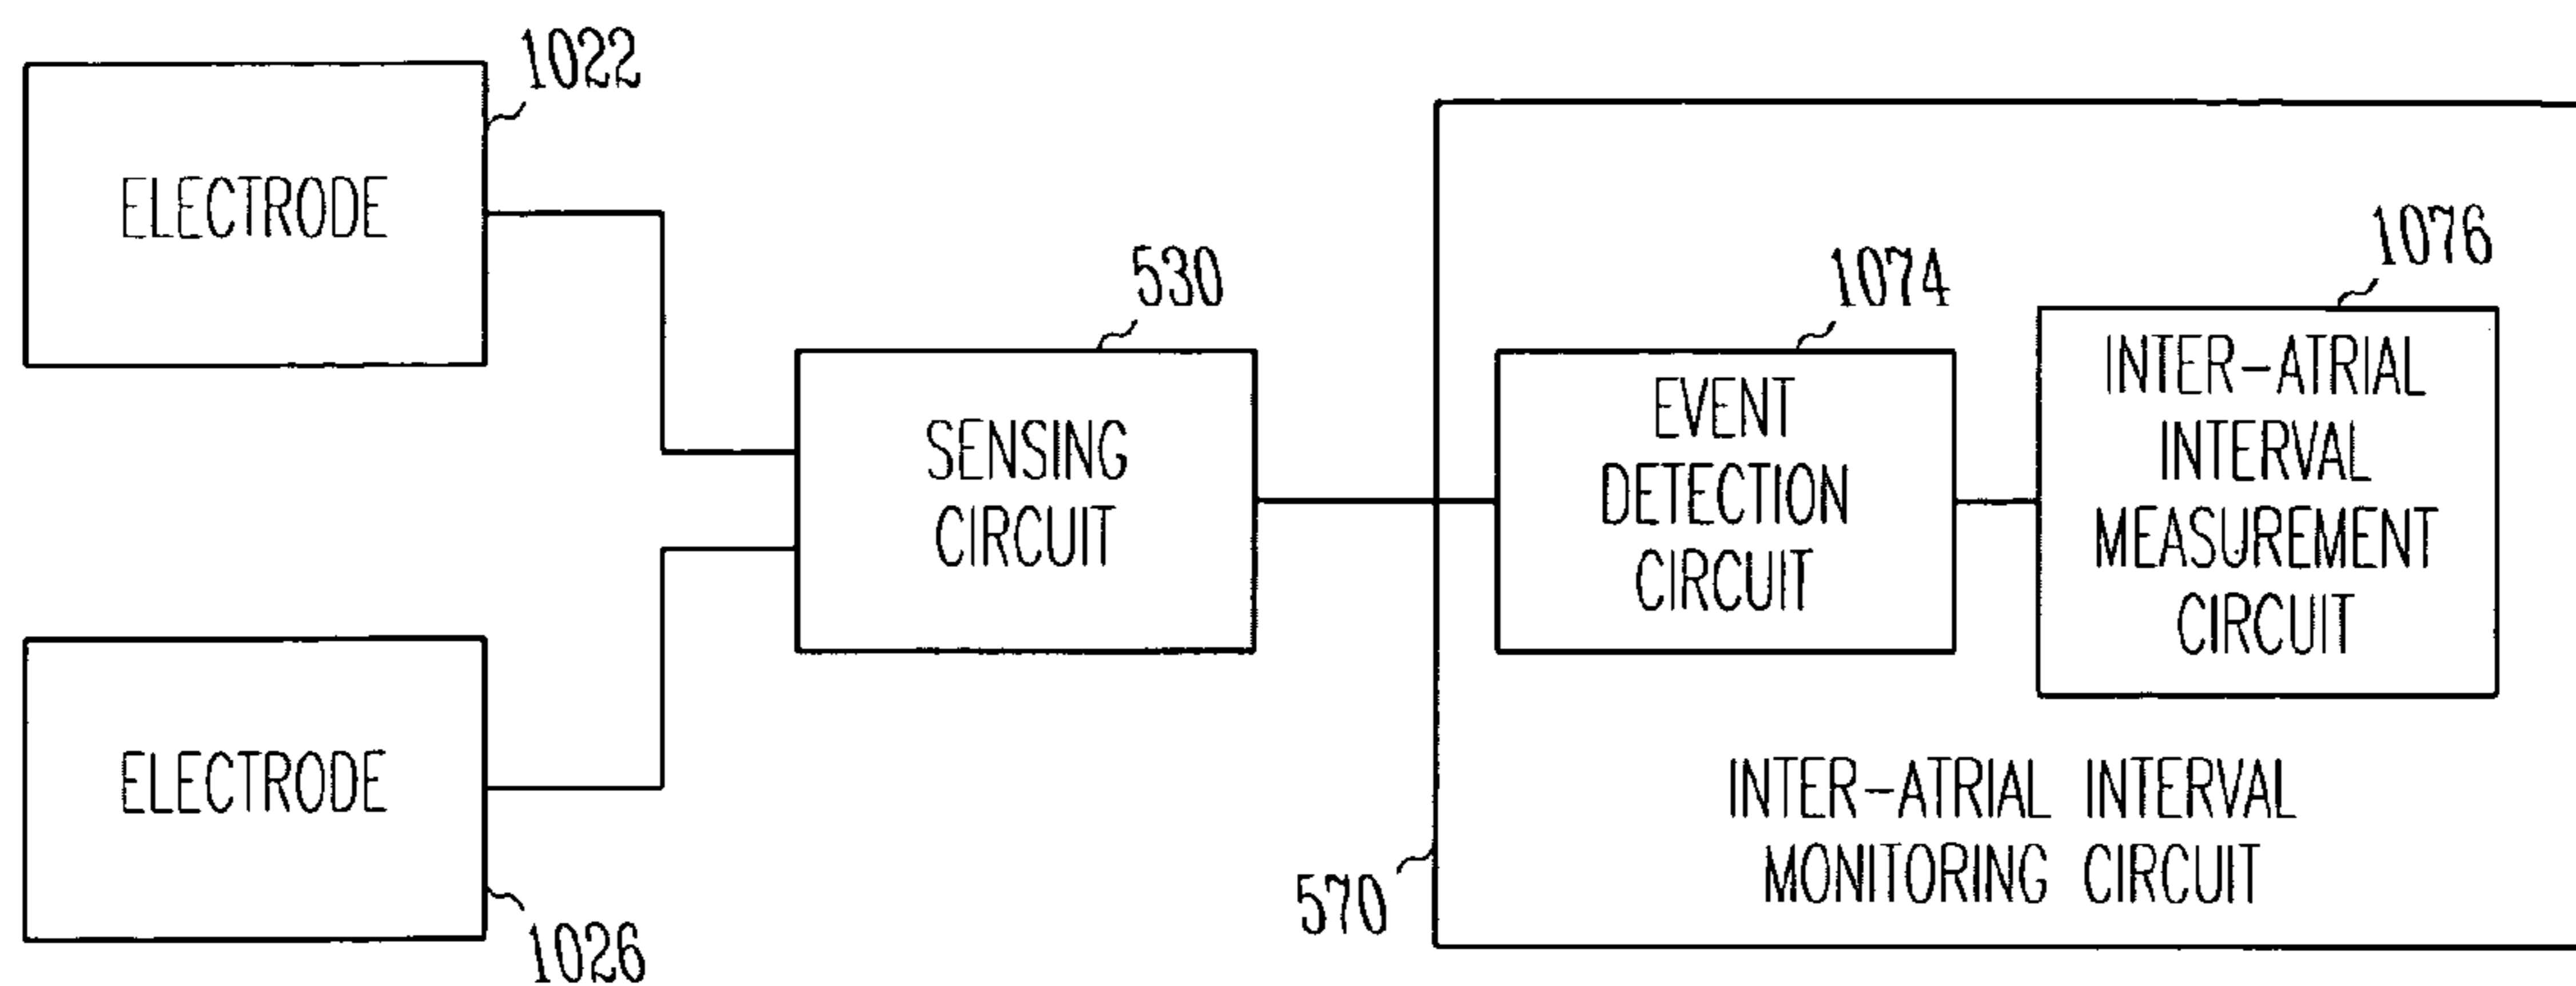 1022
ELECTRODE
530
SENSING
CIRCUIT
ELECTRODE
1026
1074
EVENT
DETECTION
CIRCUIT
1076
INTER-ATRIAL
INTERVAL
MEASUREMENT
CIRCUIT
INTER-ATRIAL INTERVAL
MONITORING CIRCUIT
570